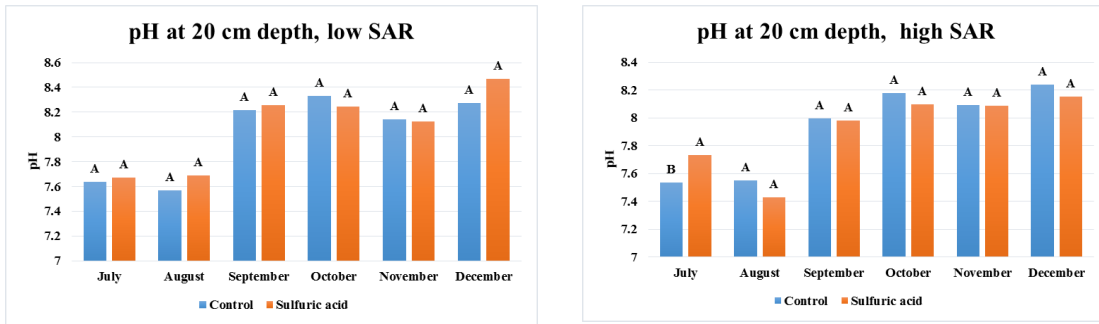 pH at 20 cm depth, low SAR
8.6
8.4
8.2
8
7.8
7.6
7.4
7.2
7
pH
A A A A A A A A A A A A
July August September October November December
Control Sulfuric acid
pH at 20 cm depth, high SAR
8.4
8.2
8
7.8
7.6
7.4
7.2
7
pH
B A A A A A A A A A A A
July August September October November December
Control Sulfuric acid